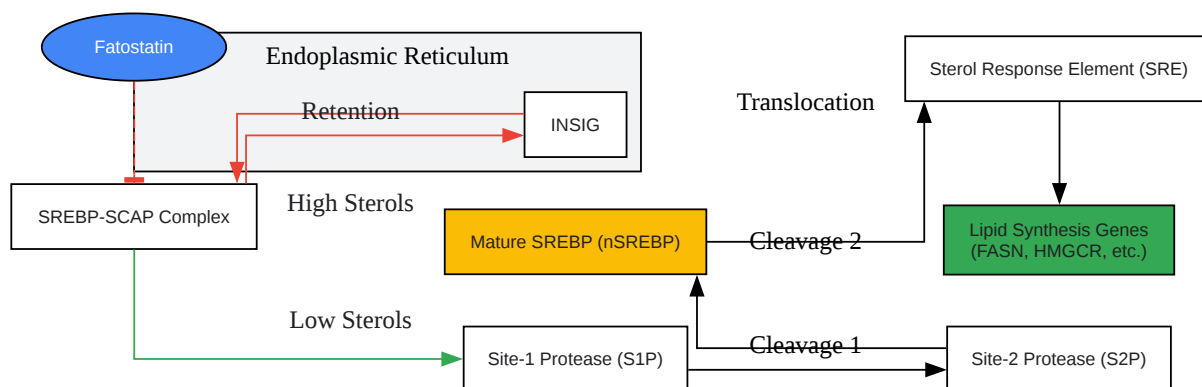 Fatostatin
Endoplasmic Reticulum
Sterol Response Element (SRE)
Translocation
Retention
INSIG
SREBP-SCAP Complex
High Sterols
Mature SREBP (nSREBP)
Cleavage 2
Lipid Synthesis Genes
(FASN, HMGCR, etc.)
Low Sterols
Site-1 Protease (S1P)
Cleavage 1
Site-2 Protease (S2P)